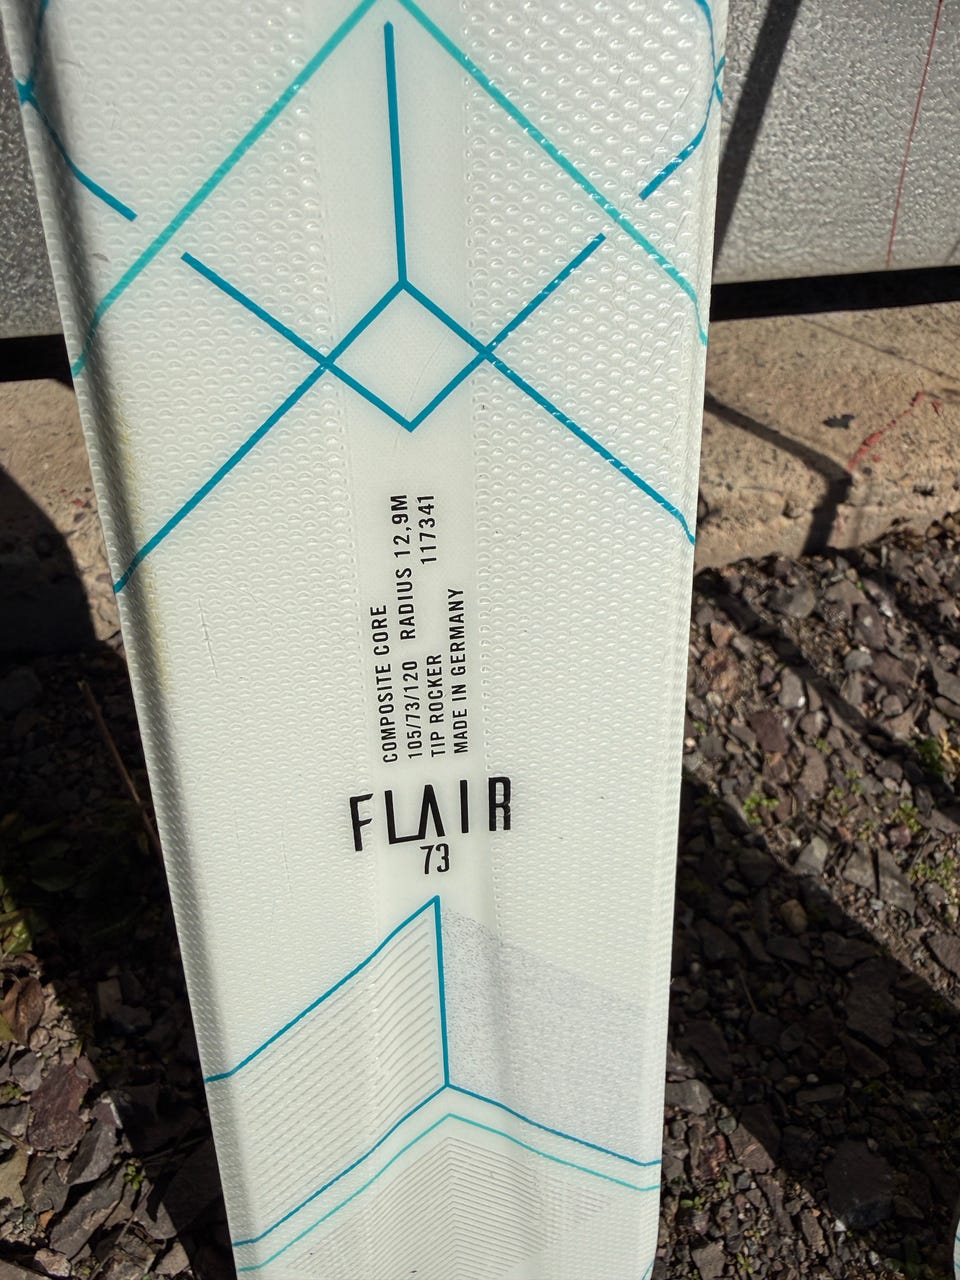 COMPOSITE CORE
105/73/120 RADIUS 12,9M
TIP ROCKER 117341
MADE IN GERMANY
FLAIR
73